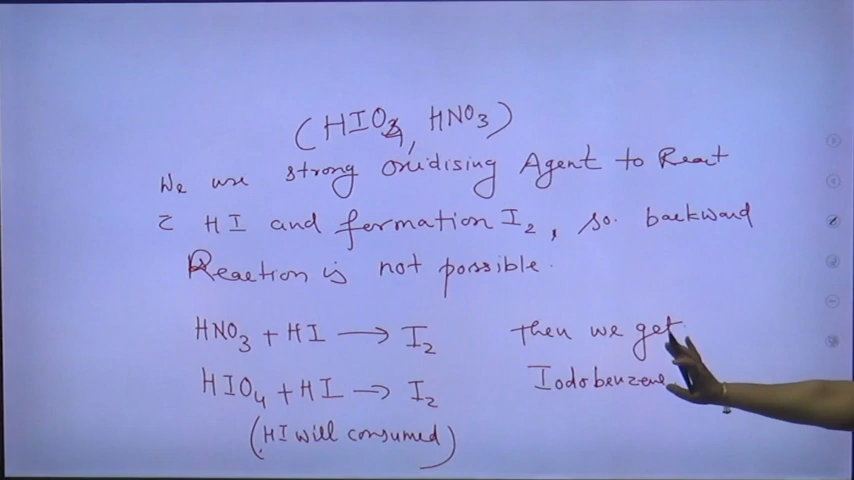 (HIO4, HNO3)
We use strong oxidising Agent to React
c HI and formation I2, so. backward
Reaction is not possible.
HNO3 + HI → I2
Then we get
HIO4 + HI → I2
Iodobenzene
(HI will consumed)